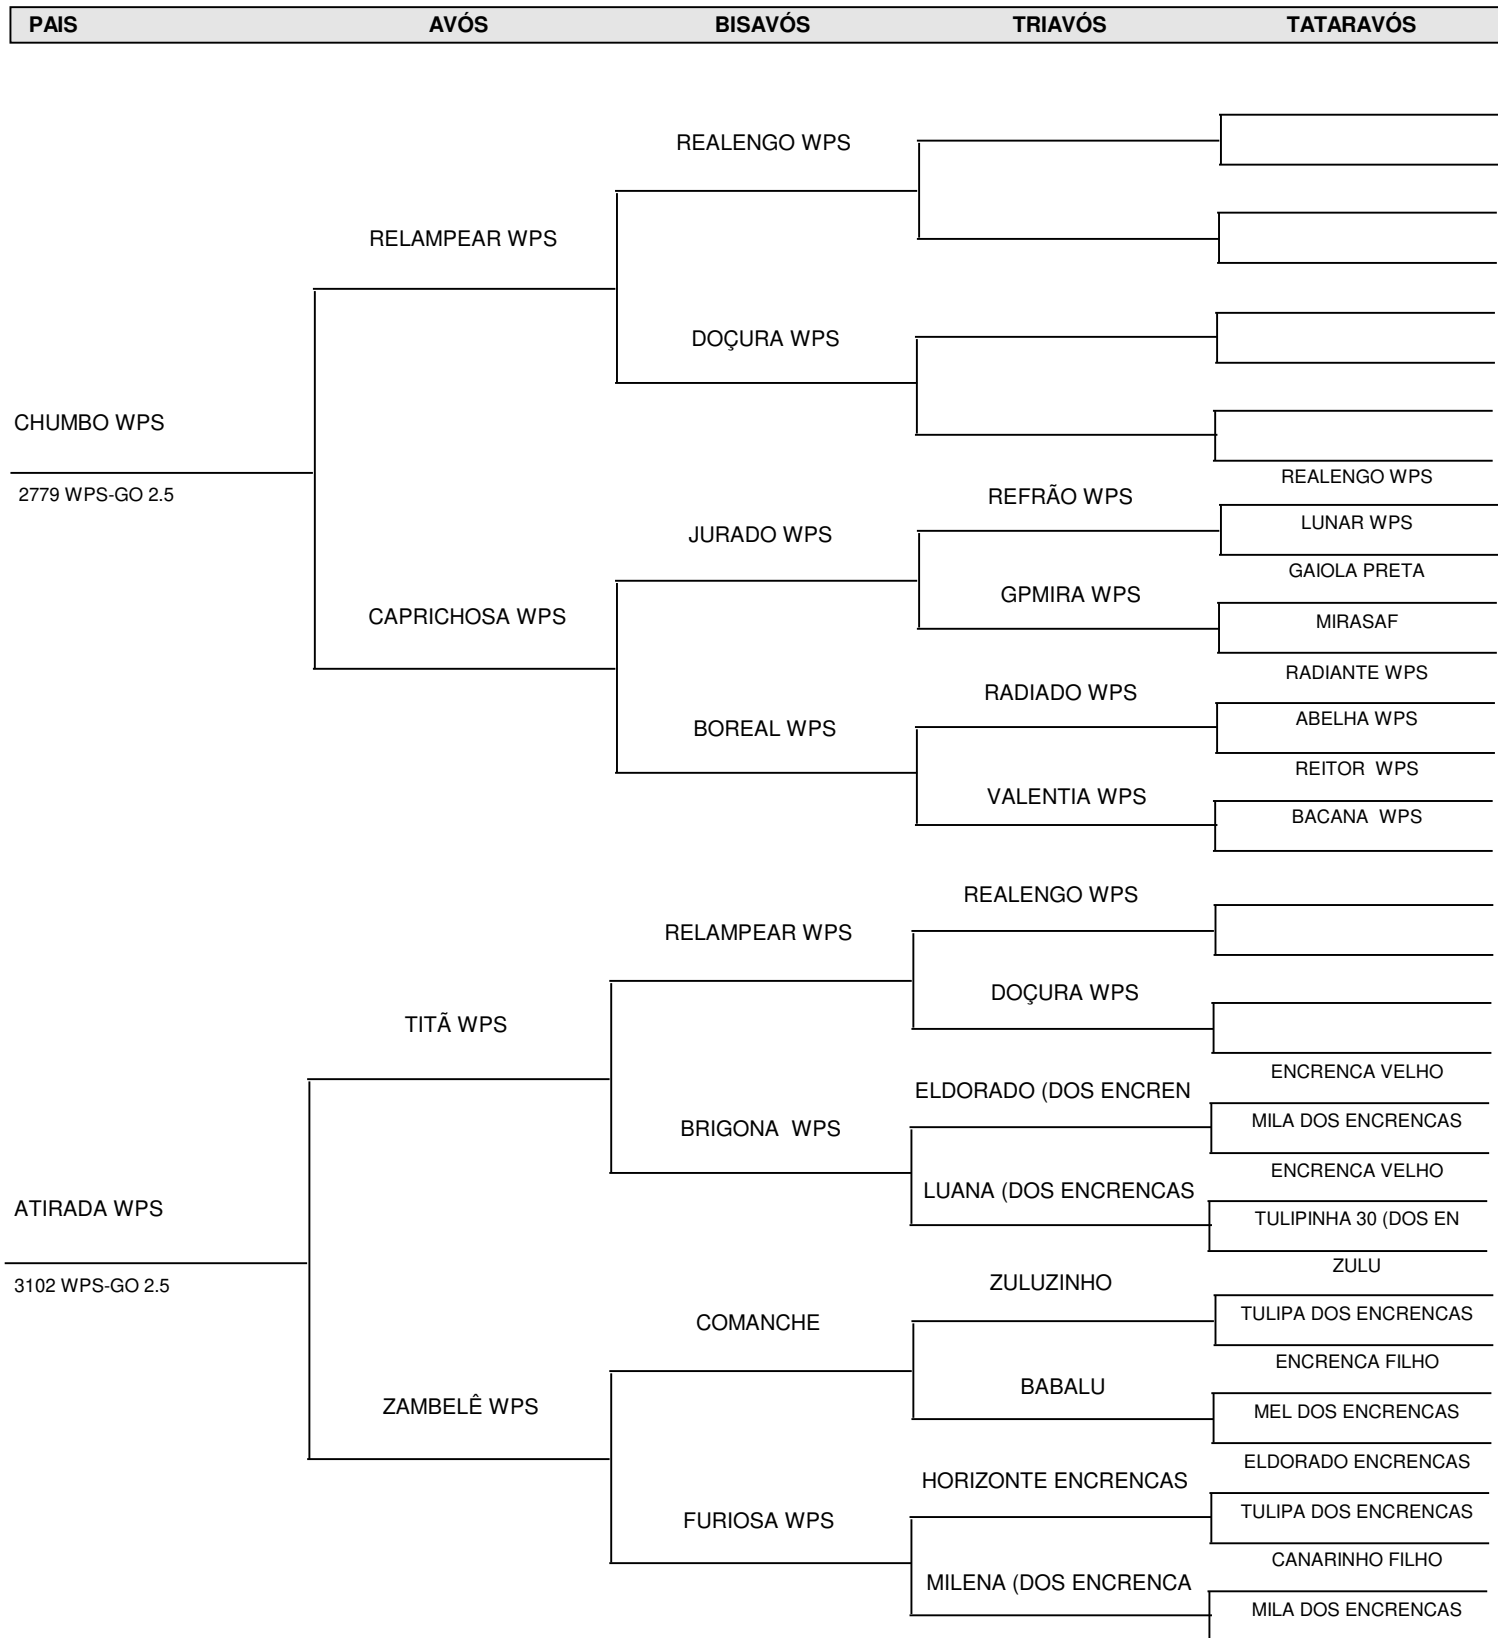 PAIS AVÓS BISAVÓS TRIAVÓS TATARAVÓS
REALENGO WPS
RELAMPEAR WPS
DOÇURA WPS
CHUMBO WPS
REALENGO WPS
2779 WPS-GO 2.5
REFRÃO WPS
LUNAR WPS
JURADO WPS
GAIOLA PRETA
GPMIRA WPS
CAPRICHOSA WPS
MIRASAF
RADIANTE WPS
RADIADO WPS
ABELHA WPS
BOREAL WPS
REITOR  WPS
VALENTIA WPS
BACANA  WPS
REALENGO WPS
RELAMPEAR WPS
DOÇURA WPS
TITÃ WPS
ENCRENCA VELHO
ELDORADO (DOS ENCREN
MILA DOS ENCRENCAS
BRIGONA  WPS
ENCRENCA VELHO
LUANA (DOS ENCRENCAS
ATIRADA WPS
TULIPINHA 30 (DOS EN
ZULU
3102 WPS-GO 2.5
ZULUZINHO
TULIPA DOS ENCRENCAS
COMANCHE
ENCRENCA FILHO
BABALU
ZAMBELÊ WPS
MEL DOS ENCRENCAS
ELDORADO ENCRENCAS
HORIZONTE ENCRENCAS
TULIPA DOS ENCRENCAS
FURIOSA WPS
CANARINHO FILHO
MILENA (DOS ENCRENCA
MILA DOS ENCRENCAS